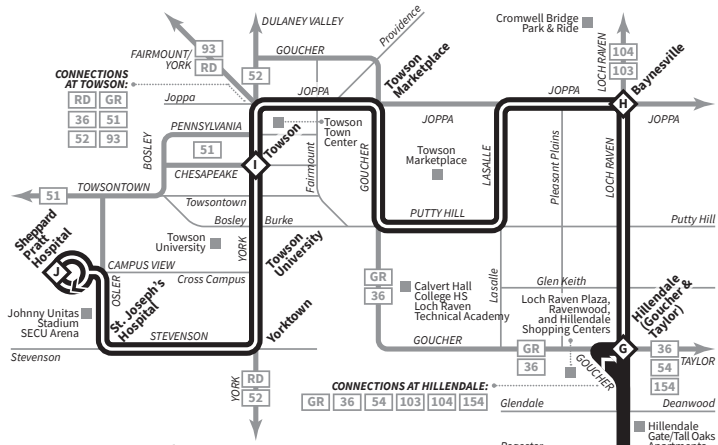 DULANEY VALLEY
Providence
Cromwell Bridge
Park & Ride
FAIRMOUNT/
YORK
93
RD
GOUCHER
52
Towson
Marketplace
LOCH RAVEN
104
103
Baynesville
CONNECTIONS
AT TOWSON:
RD GR
36 51
52 93
Joppa
JOPPA
JOPPA
JOPPA
H
JOPPA
PENNSYLVANIA
BOSLEY
51
CHESAPEAKE
I
Towson
Towson
Town
Center
Fairmount
GOUCHER
Towson
Marketplace
LASALLE
Pleasant Plains
LOCH RAVEN
51
TOWSONTOWN
Towsontown
Bosley
Burke
PUTTY HILL
Putty Hill
Sheppard
Pratt
Hospital
J
Towson
University
YORK
Towson
University
CAMPUS VIEW
Cross Campus
OSLER
St. Joseph's
Hospital
Johnny Unitas
Stadium
SECU Arena
STEVENSON
Stevenson
Yorktown
GR
36
Calvert Hall
College HS
Loch Raven
Technical Academy
Lasalle
Glen Keith
Loch Raven Plaza,
Ravenwood,
and Hillendale
Shopping Centers
Hillendale
(Goucher &
Taylor)
GOUCHER
GR
36
G
36
54
154
TAYLOR
GOUCHER
YORK
RD
52
CONNECTIONS AT HILLENDALE:
GR 36 54 103 104 154
Glendale
Deanwood
Hillendale
Gate/Tall Oaks